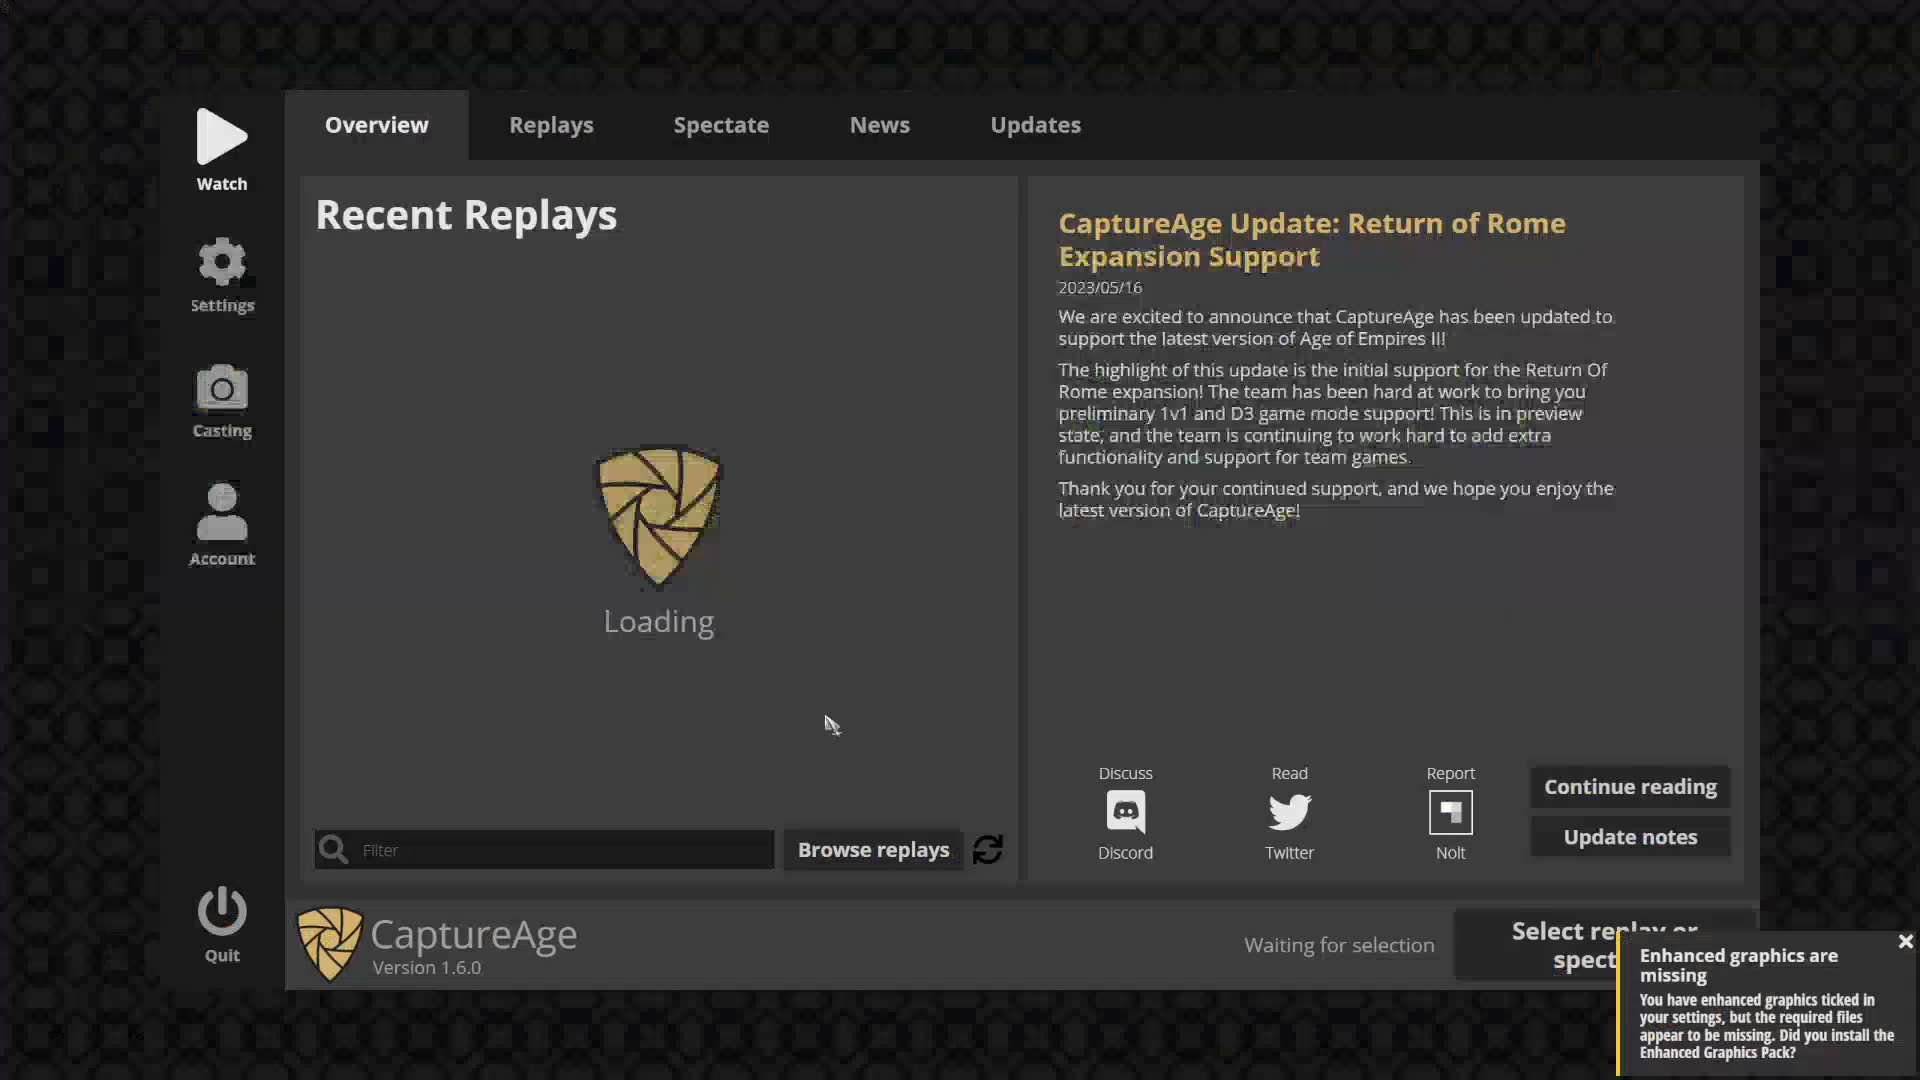 Overview
Replays
Spectate
News
Updates
Watch
Settings
Casting
Account
Quit
Recent Replays
Loading
Filter
Browse replays
CaptureAge Update: Return of Rome
Expansion Support
2023/05/16
We are excited to announce that CaptureAge has been updated to
support the latest version of Age of Empires II!
The highlight of this update is the initial support for the Return Of
Rome expansion! The team has been hard at work to bring you
preliminary 1v1 and D3 game mode support! This is in preview
state, and the team is continuing to work hard to add extra
functionality and support for team games.
Thank you for your continued support, and we hope you enjoy the
latest version of CaptureAge!
Discuss
Discord
Read
Twitter
Report
Nolt
Continue reading
Update notes
CaptureAge
Version 1.6.0
Waiting for selection
Select replay or
spect
Enhanced graphics are
missing
You have enhanced graphics ticked in
your settings, but the required files
appear to be missing. Did you install the
Enhanced Graphics Pack?